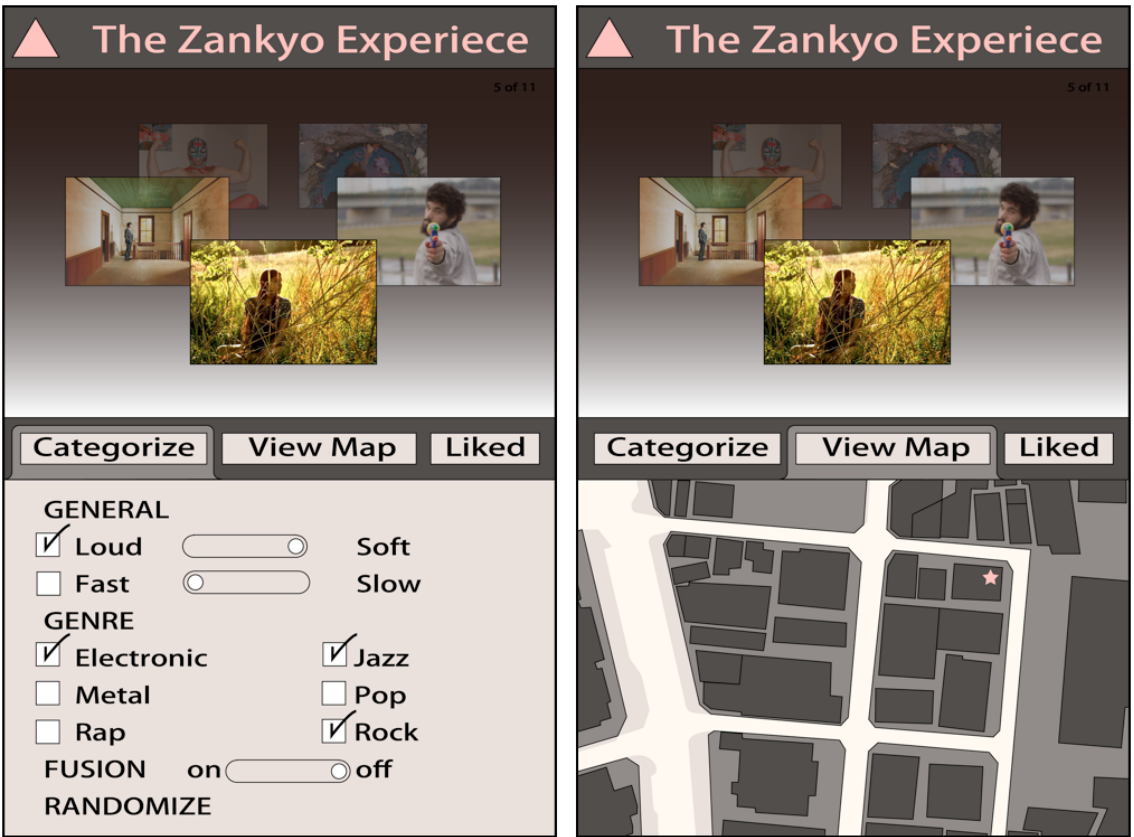 The Zankyo Experiece
5 of 11
Categorize View Map Liked
GENERAL
Loud Soft
Fast Slow
GENRE
Electronic Jazz
Metal Pop
Rap Rock
FUSION on off
RANDOMIZE
The Zankyo Experiece
5 of 11
Categorize View Map Liked